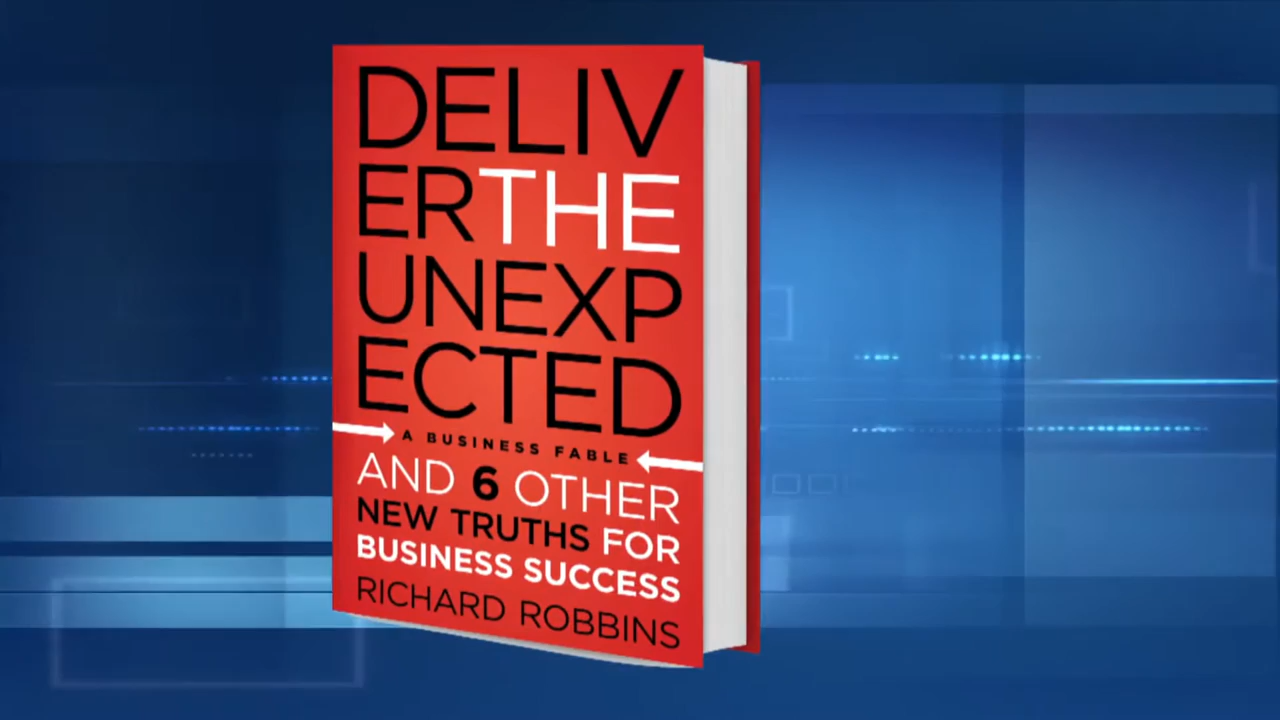 DELIV
ERTHE
UNEXP
ECTED
A BUSINESS FABLE
AND 6 OTHER
NEW TRUTHS FOR
BUSINESS SUCCESS
RICHARD ROBBINS